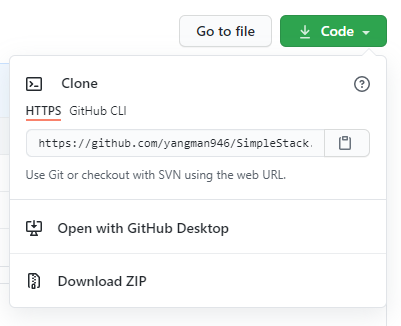 Go to file
Code
Clone
HTTPS GitHub CLI
https://github.com/yangman946/SimpleStack.
Use Git or checkout with SVN using the web URL.
Open with GitHub Desktop
Download ZIP